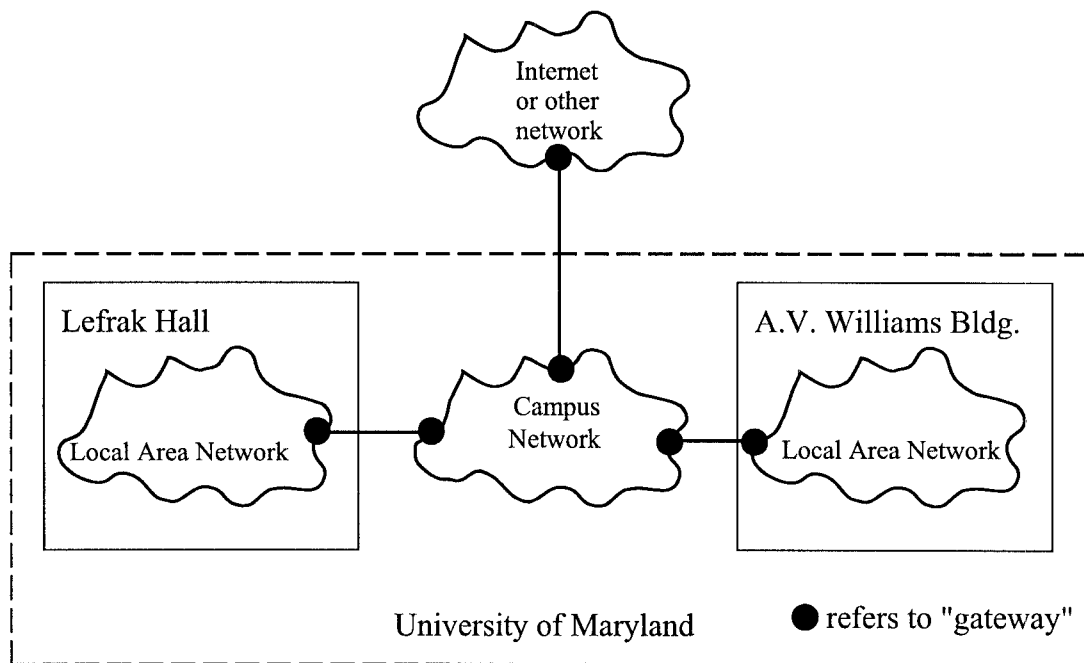 Internet
or other
network
Lefrak Hall
Local Area Network
Campus
Network
A.V. Williams Bldg.
Local Area Network
University of Maryland
refers to "gateway"